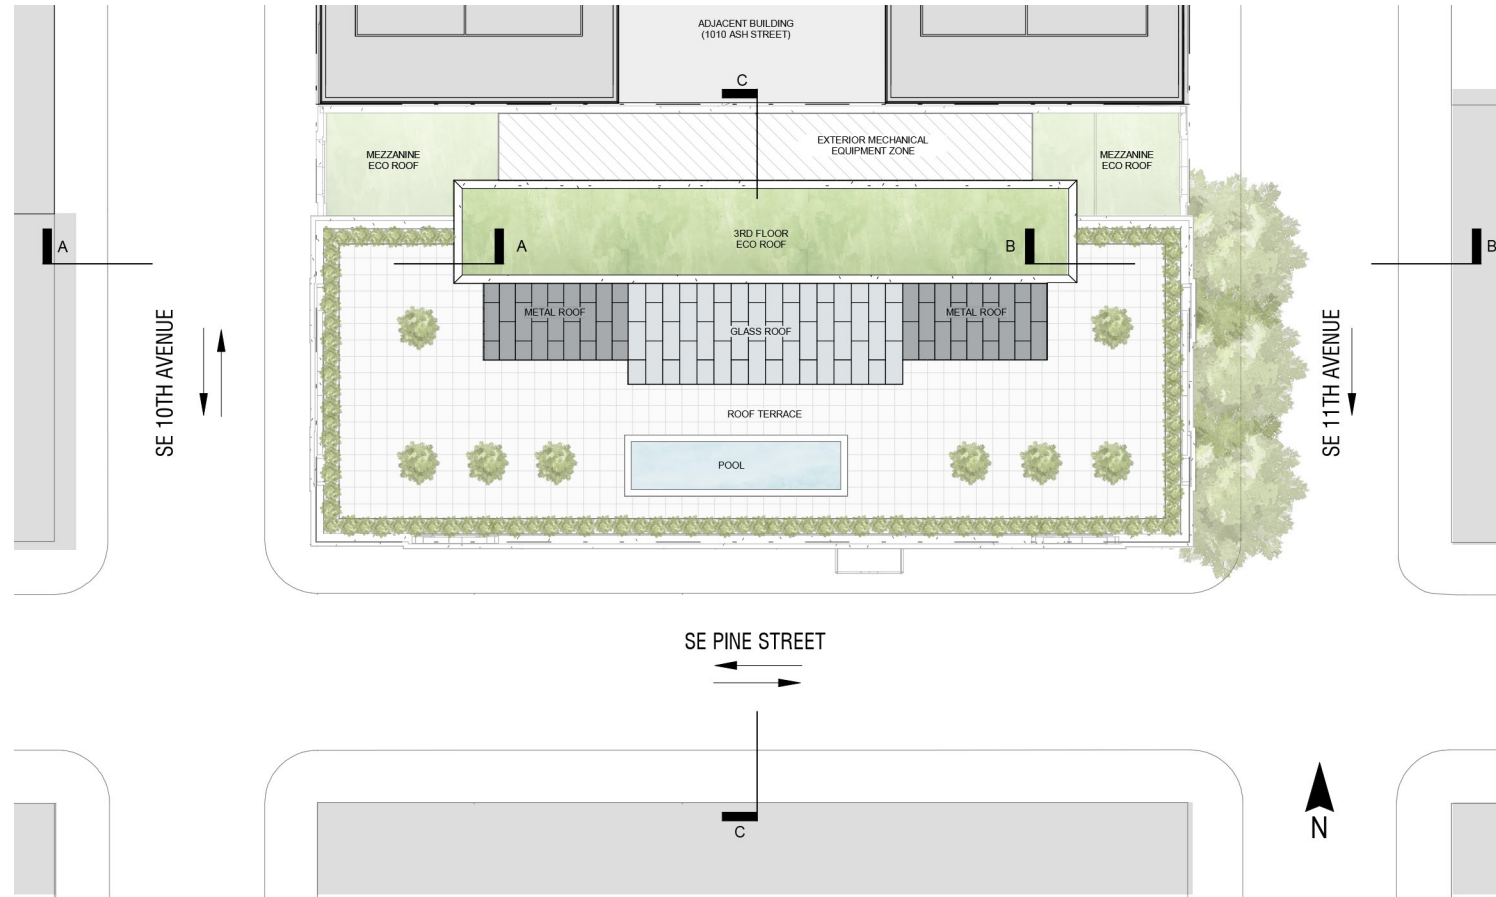 ADJACENT BUILDING
(1010 ASH STREET)
C
EXTERIOR MECHANICAL
EQUIPMENT ZONE
MEZZANINE
ECO ROOF
MEZZANINE
ECO ROOF
3RD FLOOR
ECO ROOF
A
A
B
B
METAL ROOF
GLASS ROOF
METAL ROOF
SE 10TH AVENUE
SE 11TH AVENUE
ROOF TERRACE
POOL
SE PINE STREET
C
N